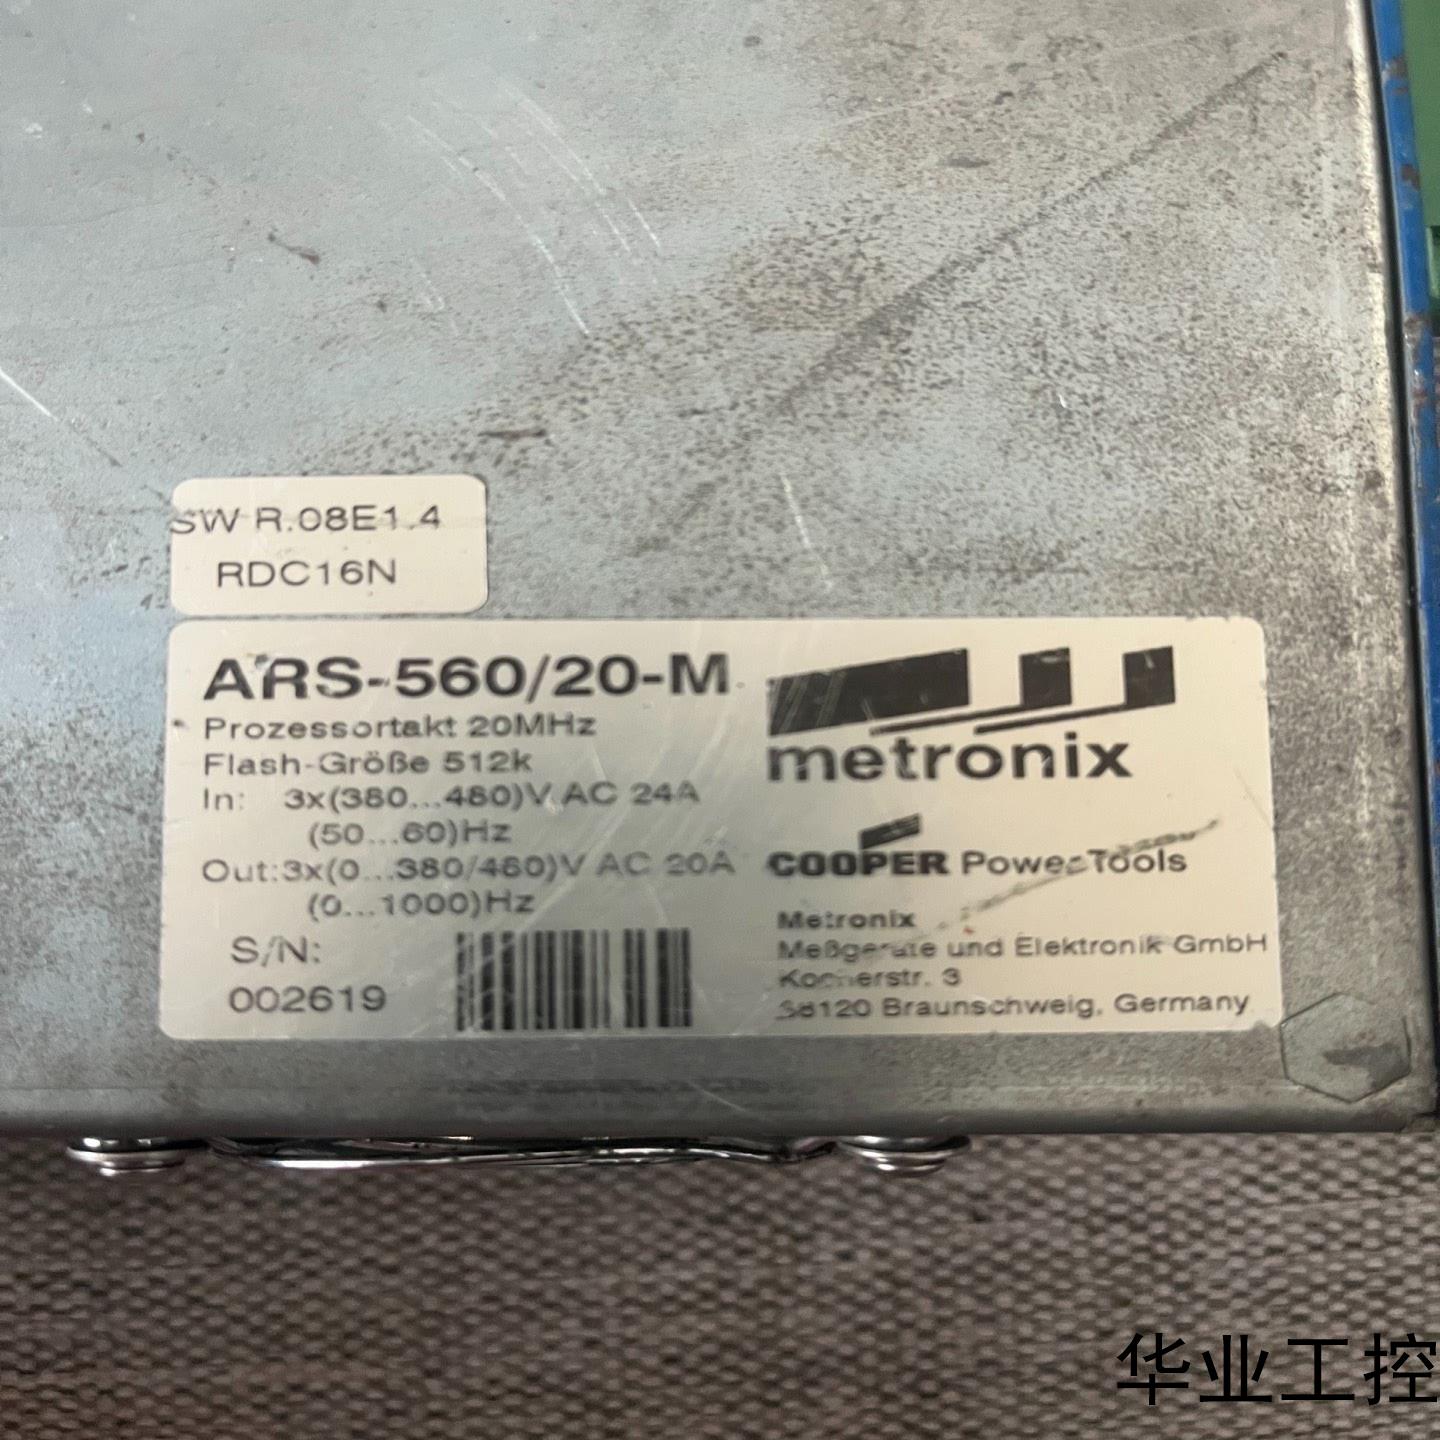 SW R.08E1.4
RDC16N
ARS-560/20-M
Prozessortakt 20MHz
Flash-Größe 512k
In: 3x(380...480)V AC 24A
(50...60)Hz
Out:3x(0...380/460)V AC 20A
(0...1000)Hz
S/N:
002619
metronix
COOPER PowerTools
Metronix
Meßgeräte und Elektronik GmbH
Kocherstr. 3
38120 Braunschweig, Germany
华业工控